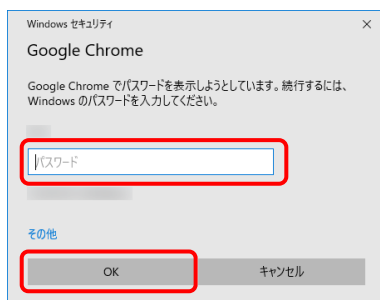 Windows セキュリティ
Google Chrome
Google Chrome でパスワードを表示しようとしています。続行するには、
Windows のパスワードを入力してください。
パスワード
その他
OK キャンセル